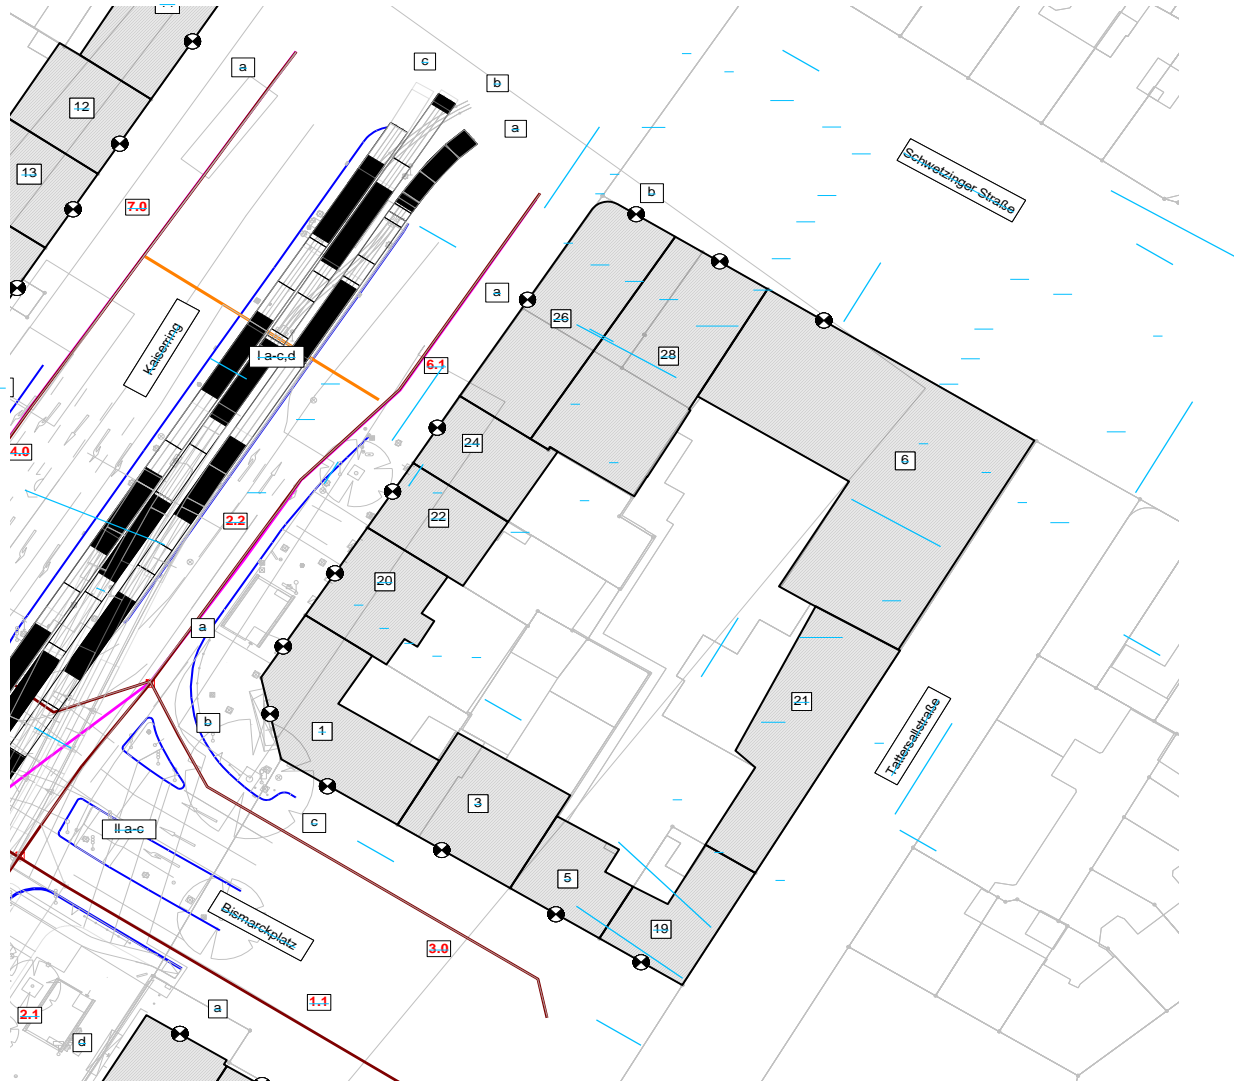 c
a
b
12
a
Schwetzinger Straße
13
b
7.0
a
26
Kaiserring
I a-c,d
28
6.1
24
4.0
6
22
2.2
20
a
21
b
1
Tattersallstraße
3
c
II a-c
5
Bismarckplatz
19
3.0
1.1
a
2.1
d